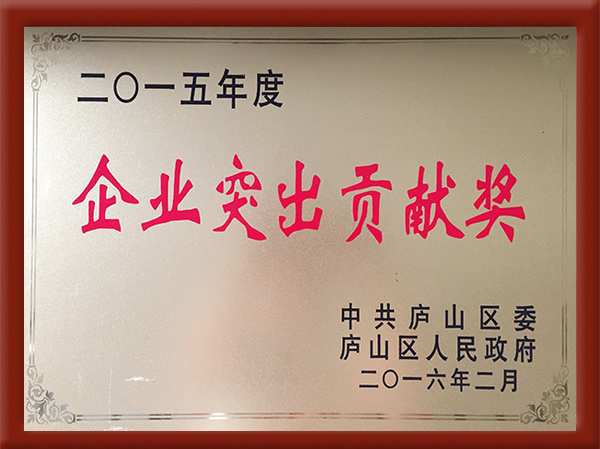 二〇一五年度
企业突出贡献奖
中共庐山区委
庐山区人民政府
二〇一六年二月